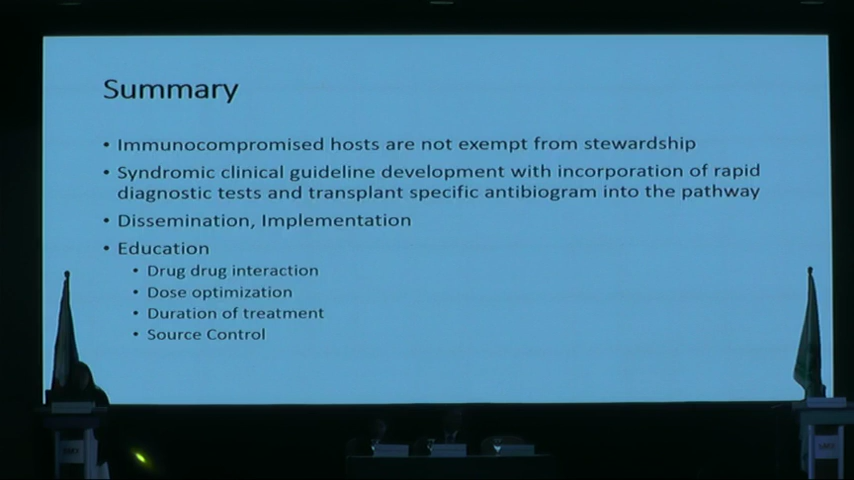 Summary
• Immunocompromised hosts are not exempt from stewardship
• Syndromic clinical guideline development with incorporation of rapid
diagnostic tests and transplant specific antibiogram into the pathway
• Dissemination, Implementation
• Education
• Drug drug interaction
• Dose optimization
• Duration of treatment
• Source Control